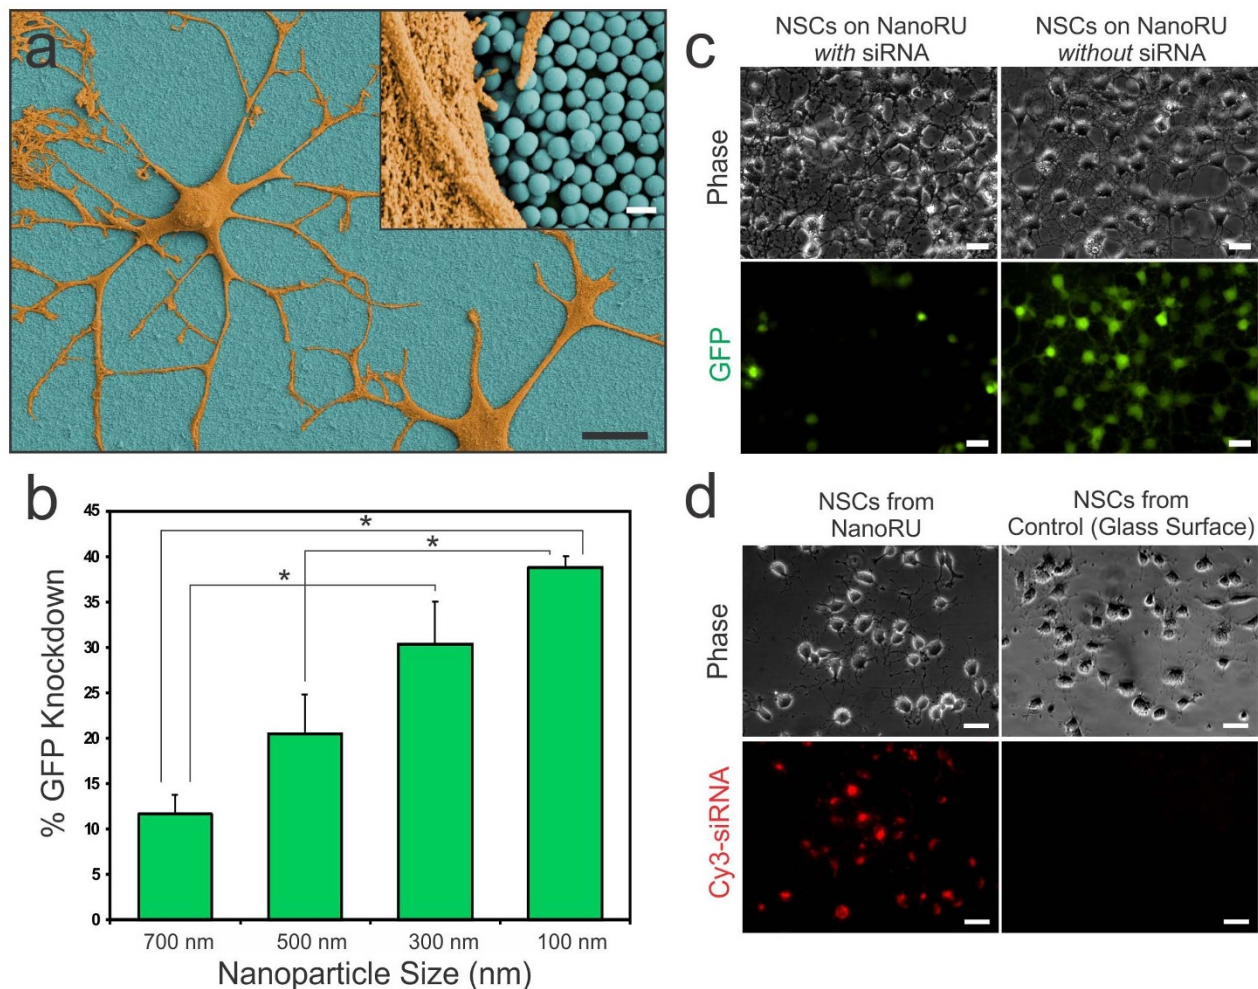 a
b
% GFP Knockdown
45
40
35
30
25
20
15
10
5
0
*
*
*
700 nm
500 nm
300 nm
100 nm
Nanoparticle Size (nm)
c
NSCs on NanoRU
with siRNA
NSCs on NanoRU
without siRNA
Phase
GFP
d
NSCs from
NanoRU
NSCs from
Control (Glass Surface)
Phase
Cy3-siRNA